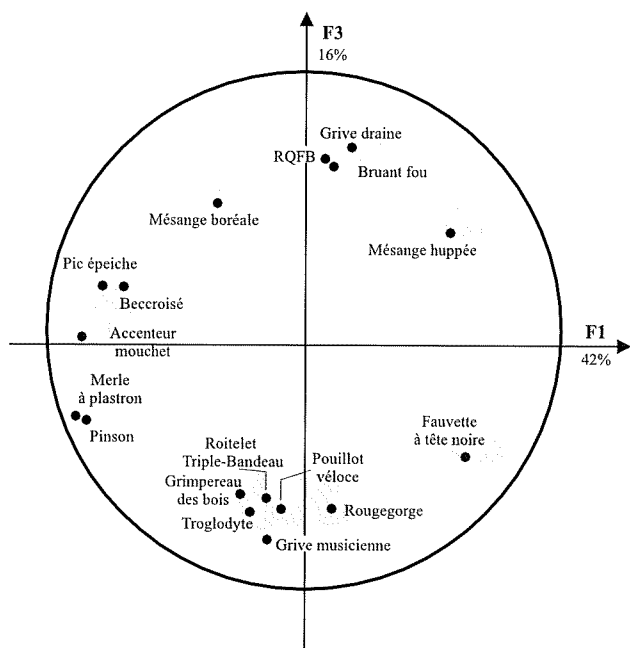 F3
16%
Grive draine
RQFB
Bruant fou
Mésange boréale
Mésange huppée
Pic épeiche
Beccroisé
F1
42%
Accenteur
mouchet
Merle
à plastron
Pinson
Fauvette
à tête noire
Roitelet
Triple-Bandeau
Pouillot
véloce
Grimpereau
des bois
Troglodyte
Rougegorge
Grive musicienne